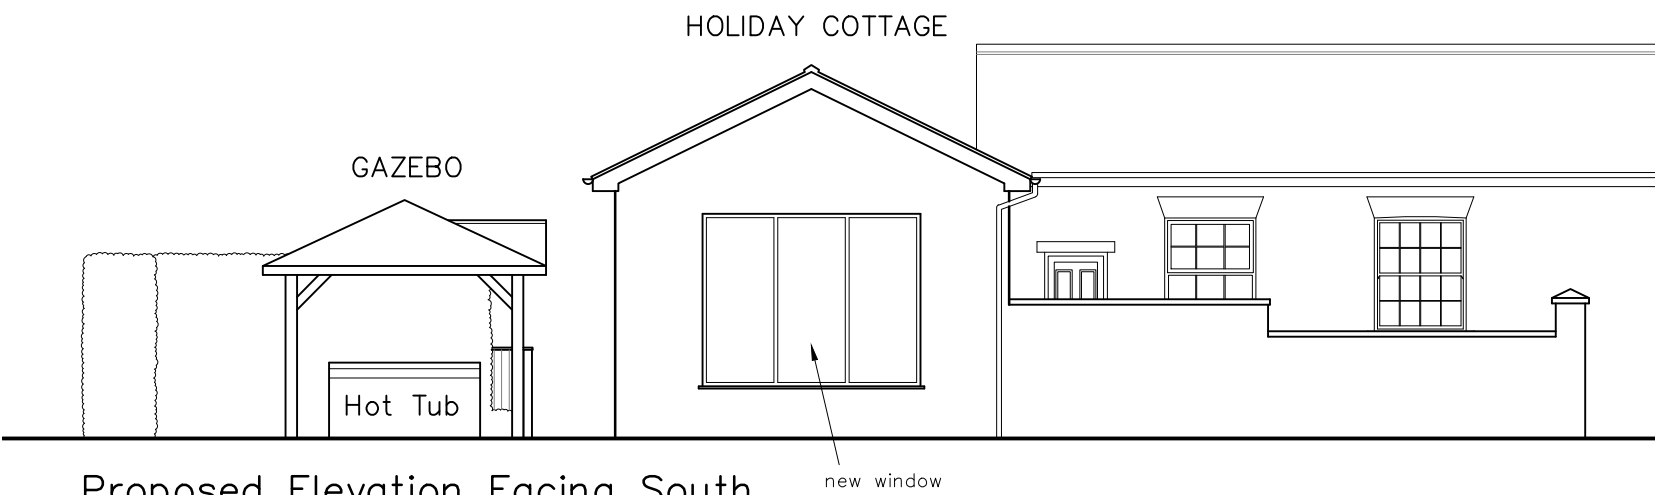 HOLIDAY COTTAGE
GAZEBO
Hot Tub
new window
Proposed Elevation Facing South